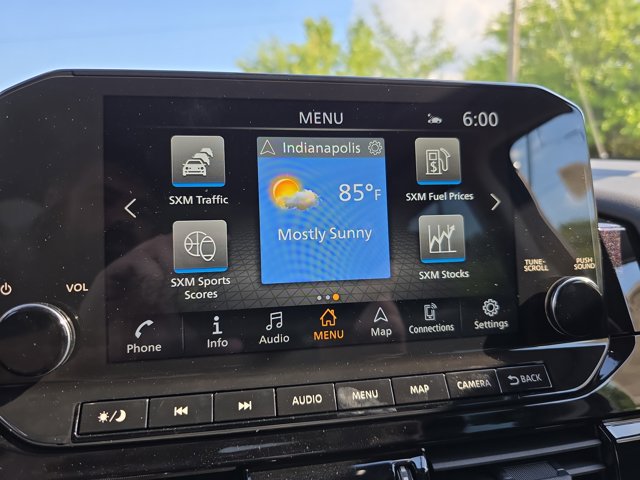 MENU
6:00
Indianapolis
85°F
Mostly Sunny
SXM Traffic
SXM Fuel Prices
SXM Sports
Scores
SXM Stocks
VOL
TUNE-
SCROLL
PUSH
SOUND
Phone
Info
Audio
MENU
Map
Connections
Settings
AUDIO
MENU
MAP
CAMERA
BACK